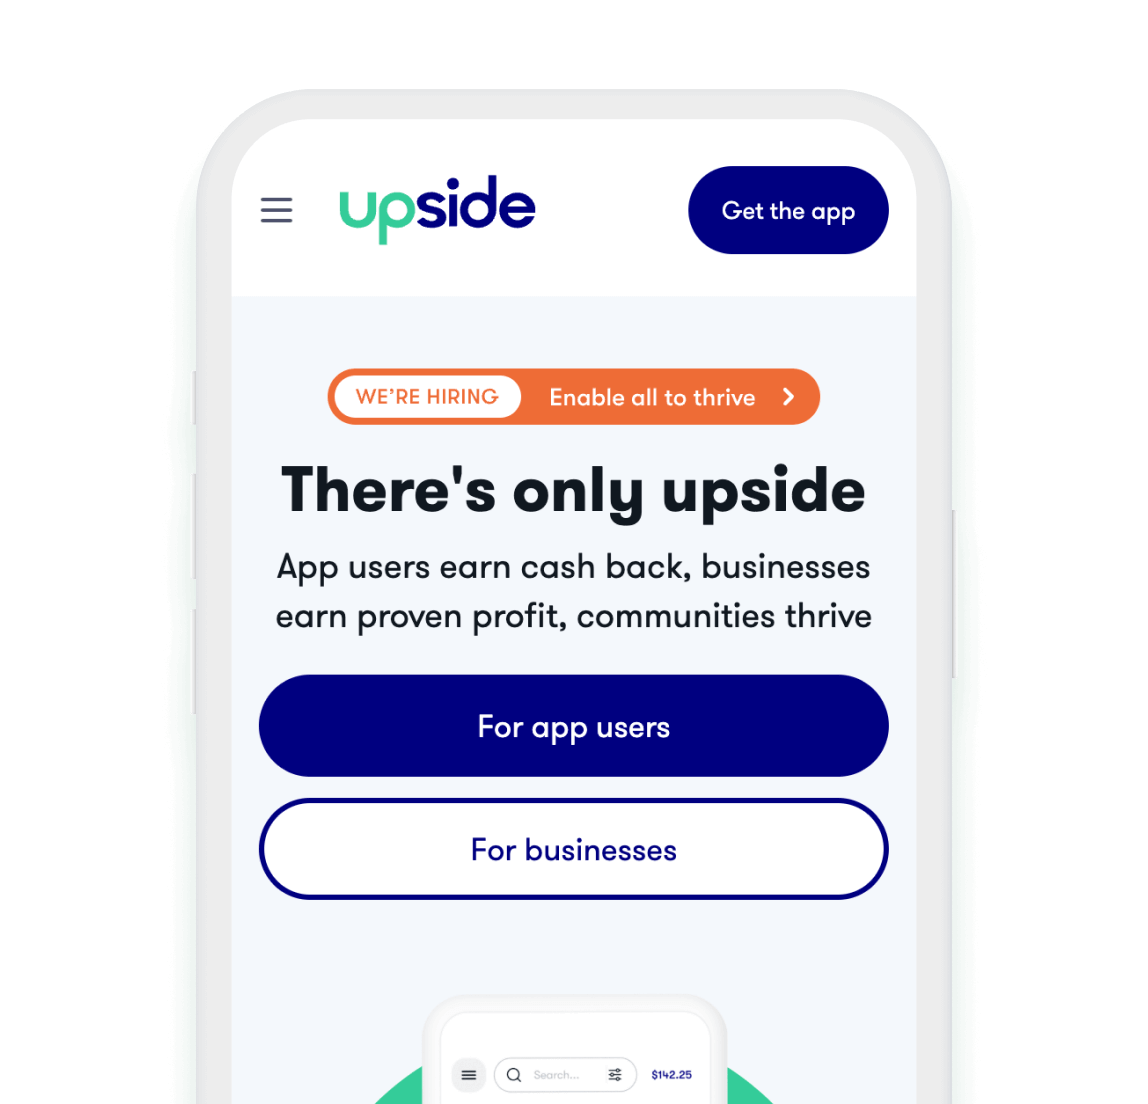 upside
Get the app
WE’RE HIRING
Enable all to thrive
There's only upside
App users earn cash back, businesses
earn proven profit, communities thrive
For app users
For businesses
Search...
$142.25